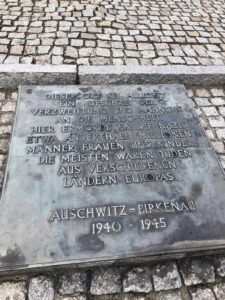 DIESER ORT SEI ALLEZEIT
EIN AUFSCHREI DER
VERZWEIFLUNG UND MAHNUNG
AN DIE MENSCHHEIT.
HIER ERMORDETEN DIE NAZIS
ETWA ANDERTHALB MILLIONEN
MÄNNER FRAUEN UND KINDER.
DIE MEISTEN WAREN JUDEN
AUS VERSCHIEDENEN
LÄNDERN EUROPAS.
AUSCHWITZ - BIRKENAU
1940 - 1945